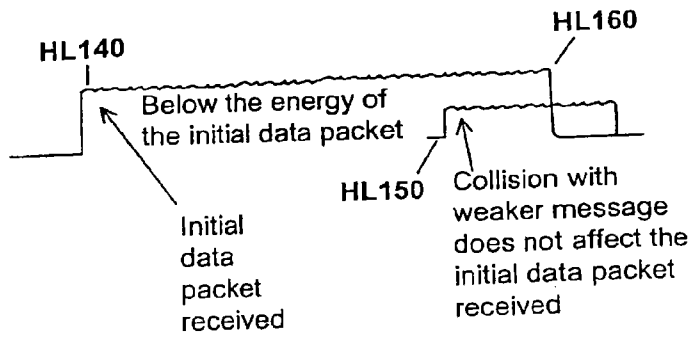 HL140
HL160
Below the energy of
the initial data packet
HL150
Initial
data
packet
received
Collision with
weaker message
does not affect the
initial data packet
received